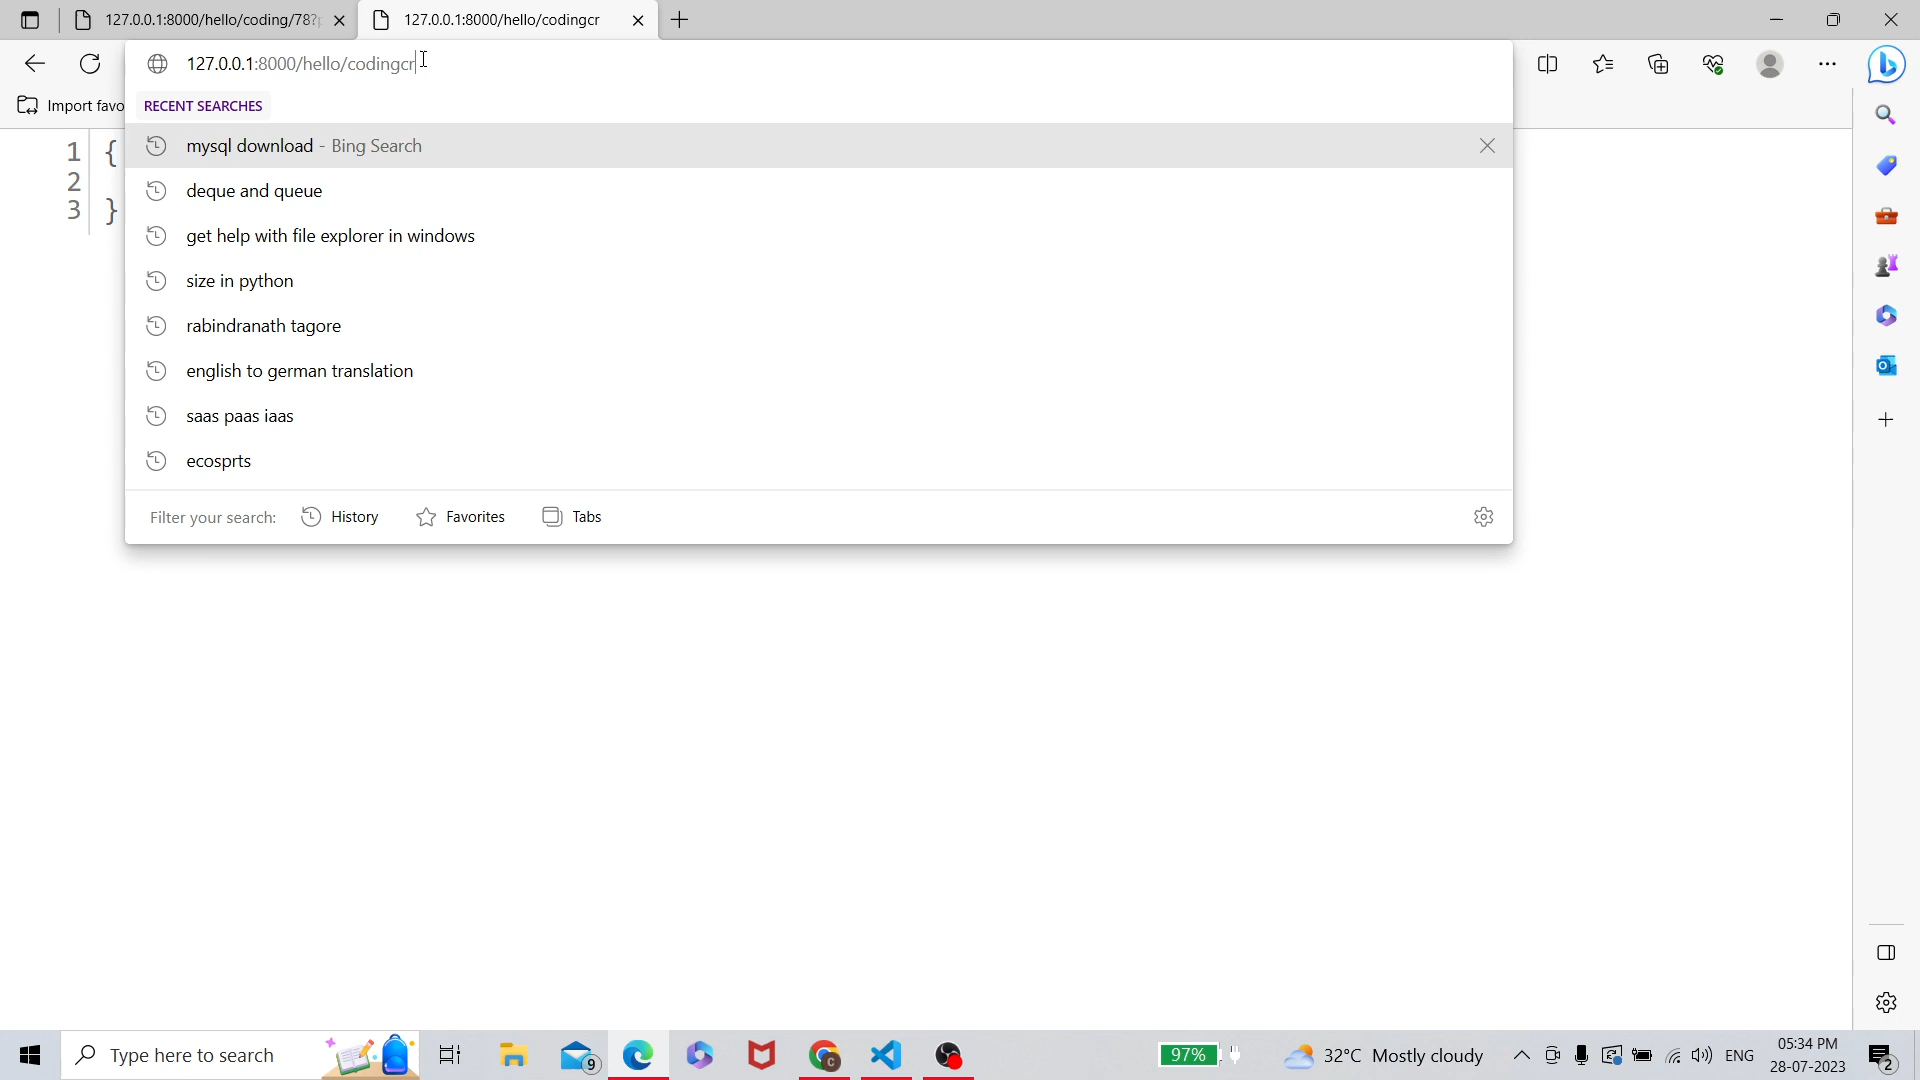 127.0.0.1:8000/hello/coding/78?p
127.0.0.1:8000/hello/codingcr
127.0.0.1:8000/hello/codingcr
Import favo
RECENT SEARCHES
1 {
2
3 }
mysql download - Bing Search
deque and queue
get help with file explorer in windows
size in python
rabindranath tagore
english to german translation
saas paas iaas
ecosprts
Filter your search: History Favorites Tabs
Type here to search
9
C
97%
32°C Mostly cloudy
ENG
05:34 PM
28-07-2023
2